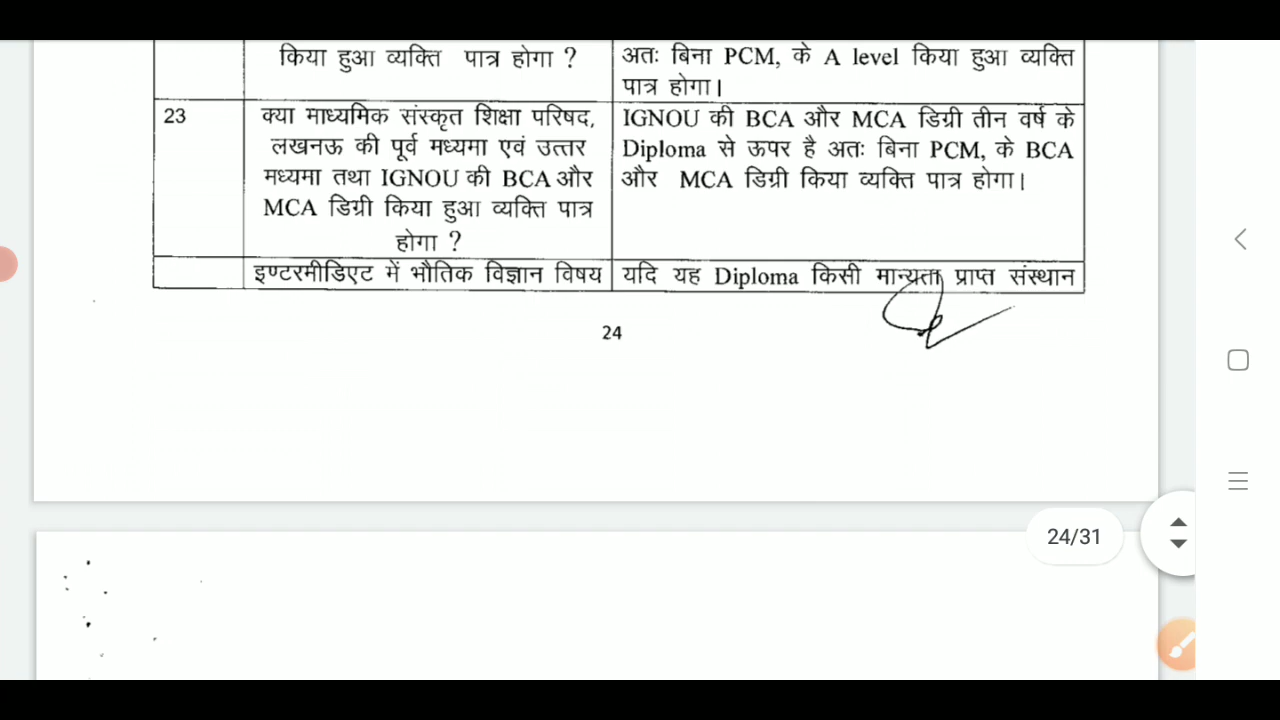 किया हुआ व्यक्ति पात्र होगा ?
अतः बिना PCM, के A level किया हुआ व्यक्ति
पात्र होगा।
23
क्या माध्यमिक संस्कृत शिक्षा परिषद,
लखनऊ की पूर्व मध्यमा एवं उत्तर
मध्यमा तथा IGNOU की BCA और
MCA डिग्री किया हुआ व्यक्ति पात्र
होगा ?
IGNOU की BCA और MCA डिग्री तीन वर्ष के
Diploma से ऊपर है अतः बिना PCM, के BCA
और MCA डिग्री किया व्यक्ति पात्र होगा।
इण्टरमीडिएट में भौतिक विज्ञान विषय
यदि यह Diploma किसी मान्यता प्राप्त संस्थान
24
24/31